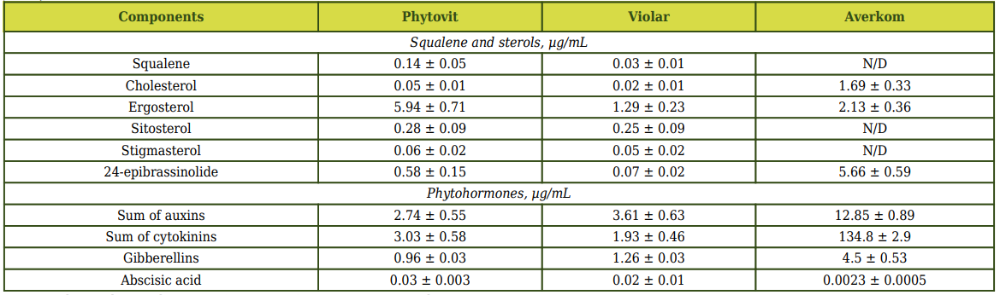 Components Phytovit Violar Averkom
Squalene and sterols, μg/mL
Squalene 0.14 ± 0.05 0.03 ± 0.01 N/D
Cholesterol 0.05 ± 0.01 0.02 ± 0.01 1.69 ± 0.33
Ergosterol 5.94 ± 0.71 1.29 ± 0.23 2.13 ± 0.36
Sitosterol 0.28 ± 0.09 0.25 ± 0.09 N/D
Stigmasterol 0.06 ± 0.02 0.05 ± 0.02 N/D
24-epibrassinolide 0.58 ± 0.15 0.07 ± 0.02 5.66 ± 0.59
Phytohormones, μg/mL
Sum of auxins 2.74 ± 0.55 3.61 ± 0.63 12.85 ± 0.89
Sum of cytokinins 3.03 ± 0.58 1.93 ± 0.46 134.8 ± 2.9
Gibberellins 0.96 ± 0.03 1.26 ± 0.03 4.5 ± 0.53
Abscisic acid 0.03 ± 0.003 0.02 ± 0.01 0.0023 ± 0.0005